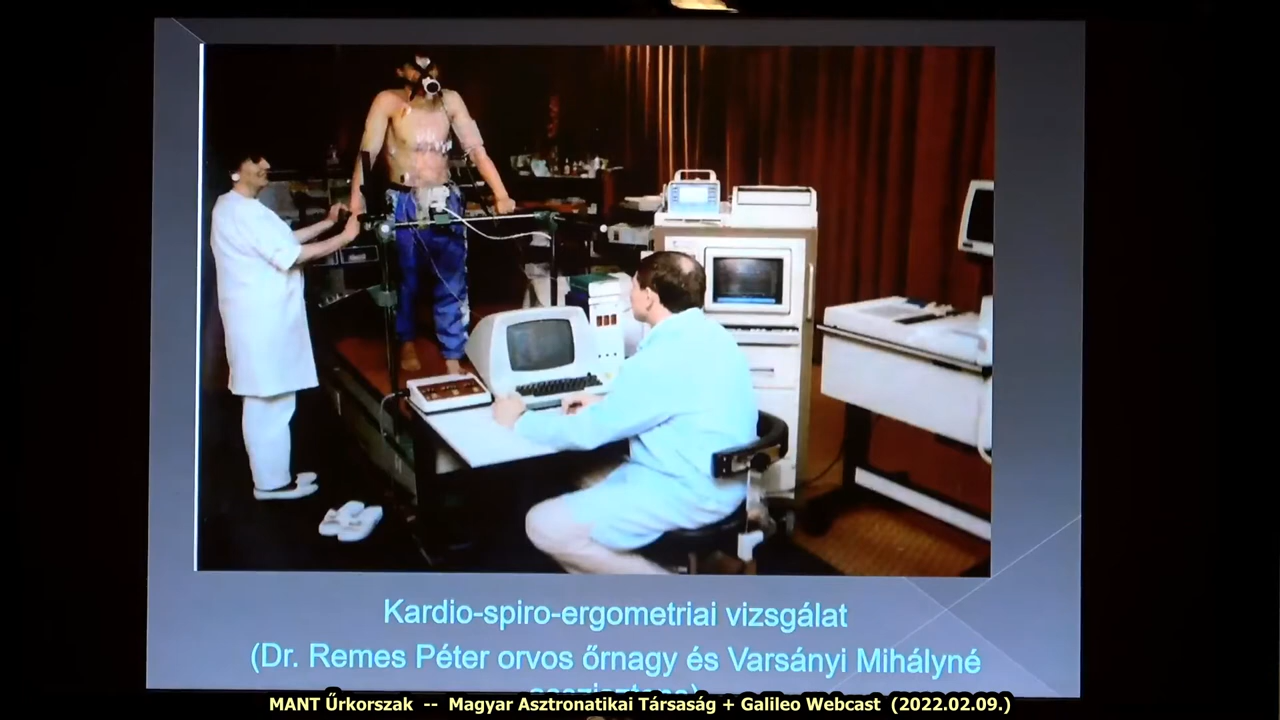 Kardio-spiro-ergometriai vizsgálat
(Dr. Remes Péter orvos őrnagy és Varsányi Mihályné
MANT Űrkorszak -- Magyar Asztronatikai Társaság + Galileo Webcast (2022.02.09.)